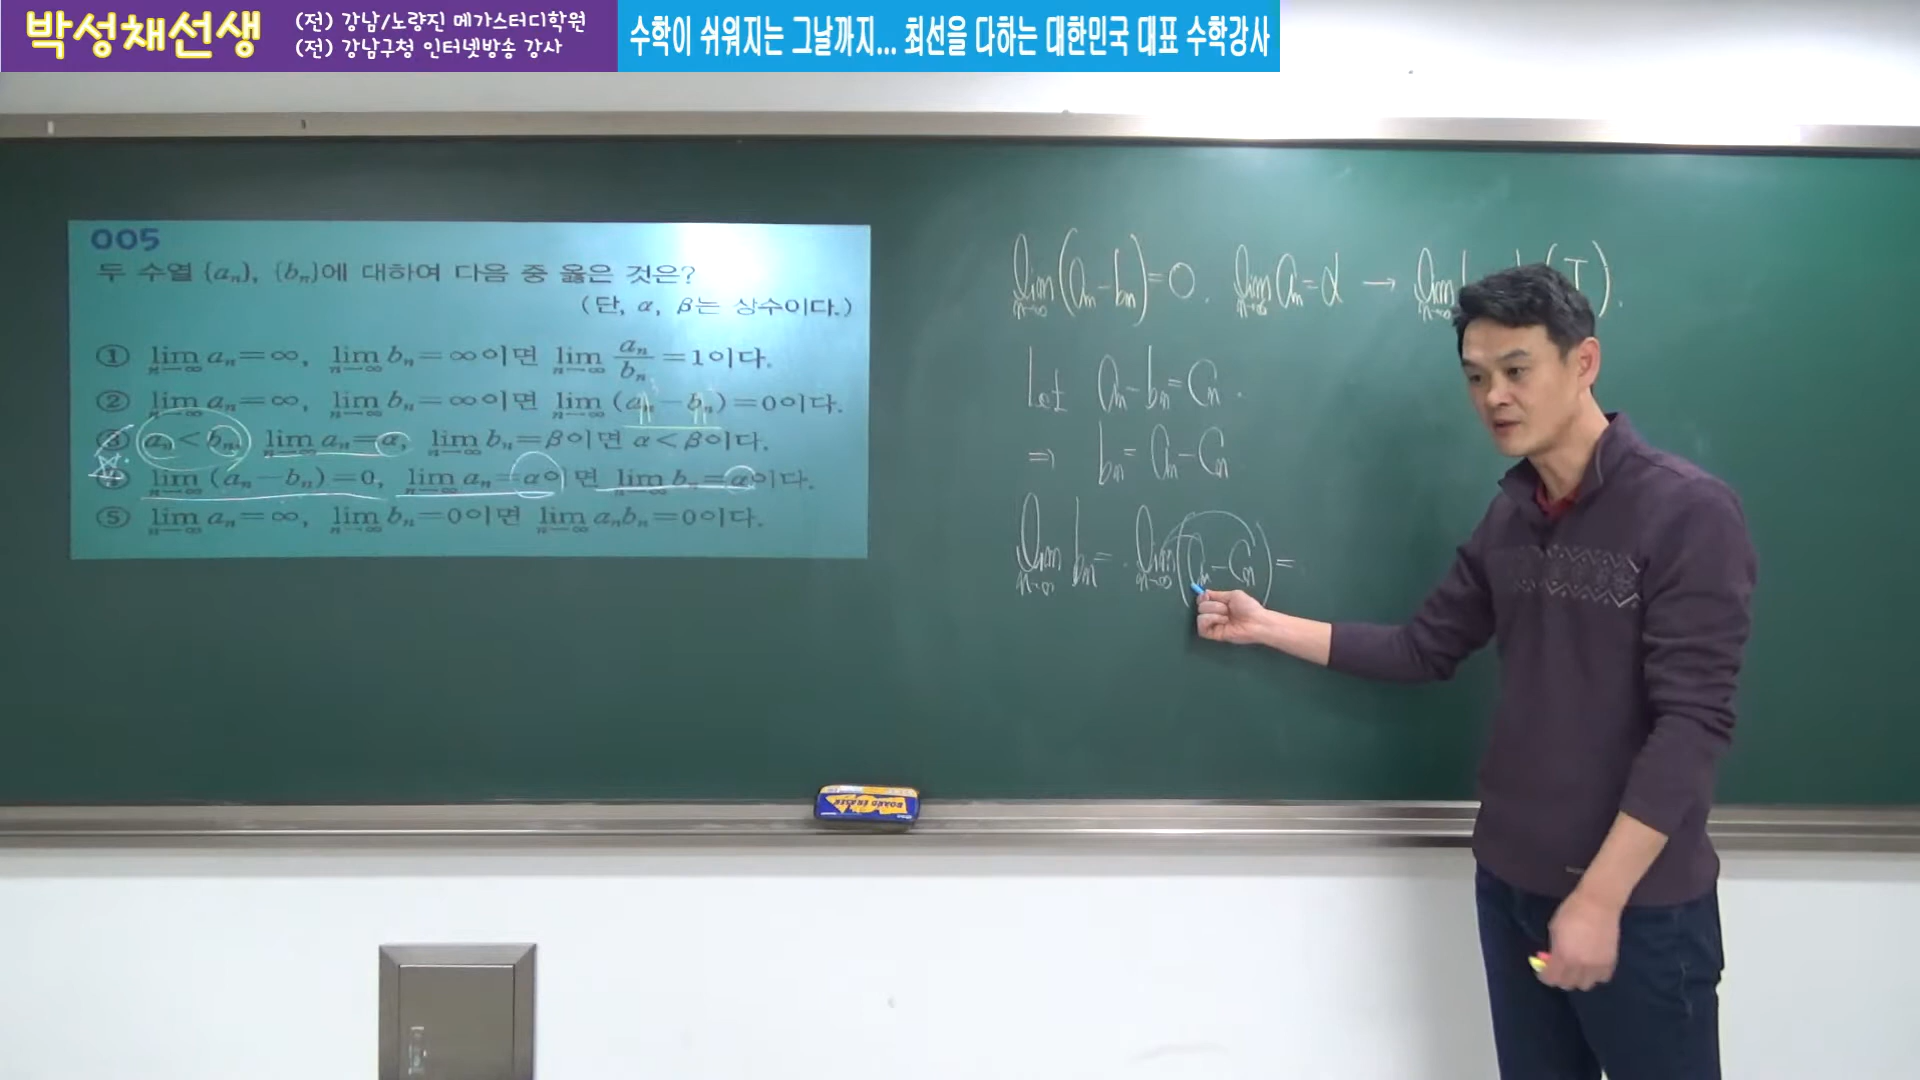 박성채선생
(전) 강남/노량진 메가스터디학원
(전) 강남구청 인터넷방송 강사
수학이 쉬워지는 그날까지... 최선을 다하는 대한민국 대표 수학강사
005
두 수열 {aₙ}, {bₙ}에 대하여 다음 중 옳은 것은?
(단, α, β는 상수이다.)
① lim n→∞ aₙ=∞, lim n→∞ bₙ=∞이면 lim n→∞ aₙ/bₙ=1이다.
② lim n→∞ aₙ=∞, lim n→∞ bₙ=∞이면 lim n→∞ (aₙ-bₙ)=0이다.
③ aₙ<bₙ, lim n→∞ aₙ=α, lim n→∞ bₙ=β이면 α<β이다.
lim n→∞ (aₙ-bₙ)=0, lim n→∞ aₙ=α이면 lim n→∞ bₙ=α이다.
⑤ lim n→∞ aₙ=∞, lim n→∞ bₙ=0이면 lim n→∞ aₙbₙ=0이다.
lim n→∞ (aₙ-bₙ)=0. lim n→∞ aₙ=α → lim n→∞ (T).
Let aₙ-bₙ=Cₙ.
⇒ bₙ=aₙ-Cₙ
lim n→∞ bₙ= lim n→∞ (aₙ-Cₙ)=
BOARD ERASER